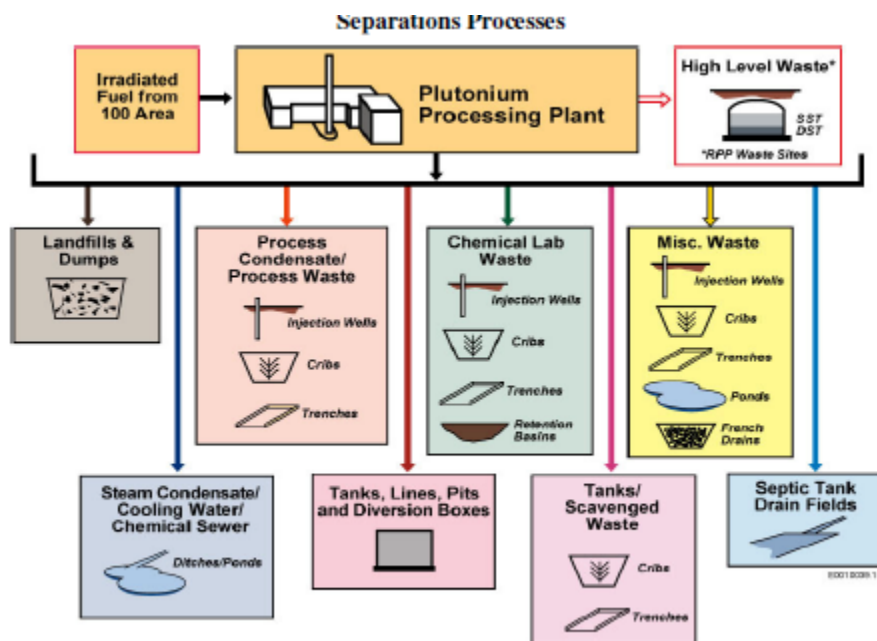 Separations Processes
Irradiated
Fuel from
100 Area
Plutonium
Processing Plant
High Level Waste*
SST
DST
*RPP Waste Sites
Landfills &
Dumps
Process
Condensate/
Process Waste
Injection Wells
Cribs
Trenches
Chemical Lab
Waste
Injection Wells
Cribs
Trenches
Retention
Basins
Misc. Waste
Injection Wells
Cribs
Trenches
Ponds
French
Drains
Steam Condensate/
Cooling Water/
Chemical Sewer
Ditches/Ponds
Tanks, Lines, Pits
and Diversion Boxes
Tanks/
Scavenged
Waste
Cribs
Trenches
Septic Tank
Drain Fields